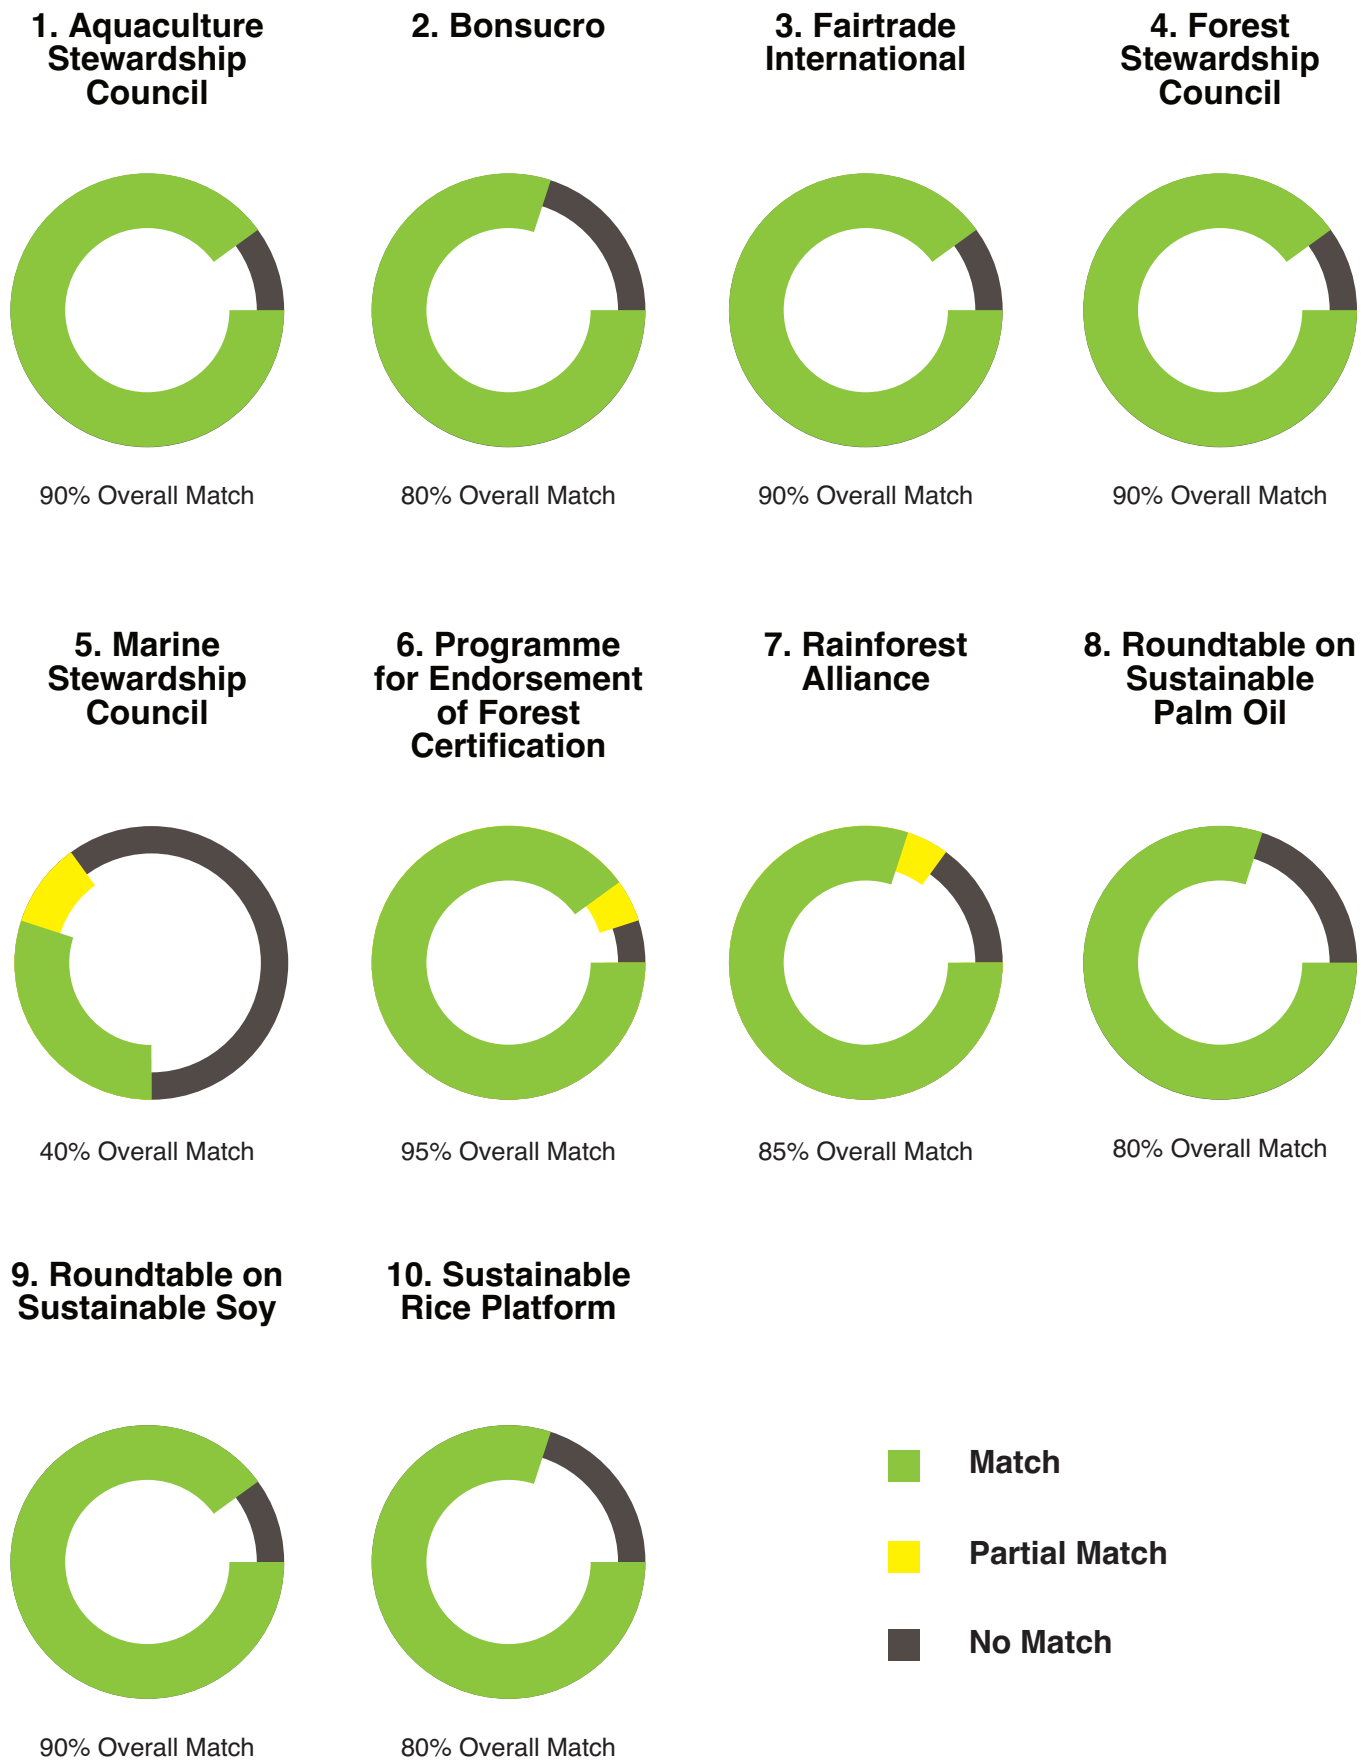 1. Aquaculture
Stewardship
Council
2. Bonsucro
3. Fairtrade
International
4. Forest
Stewardship
Council
90% Overall Match
80% Overall Match
90% Overall Match
90% Overall Match
5. Marine
Stewardship
Council
6. Programme
for Endorsement
of Forest
Certification
7. Rainforest
Alliance
8. Roundtable on
Sustainable
Palm Oil
40% Overall Match
95% Overall Match
85% Overall Match
80% Overall Match
9. Roundtable on
Sustainable Soy
10. Sustainable
Rice Platform
90% Overall Match
80% Overall Match
Match
Partial Match
No Match